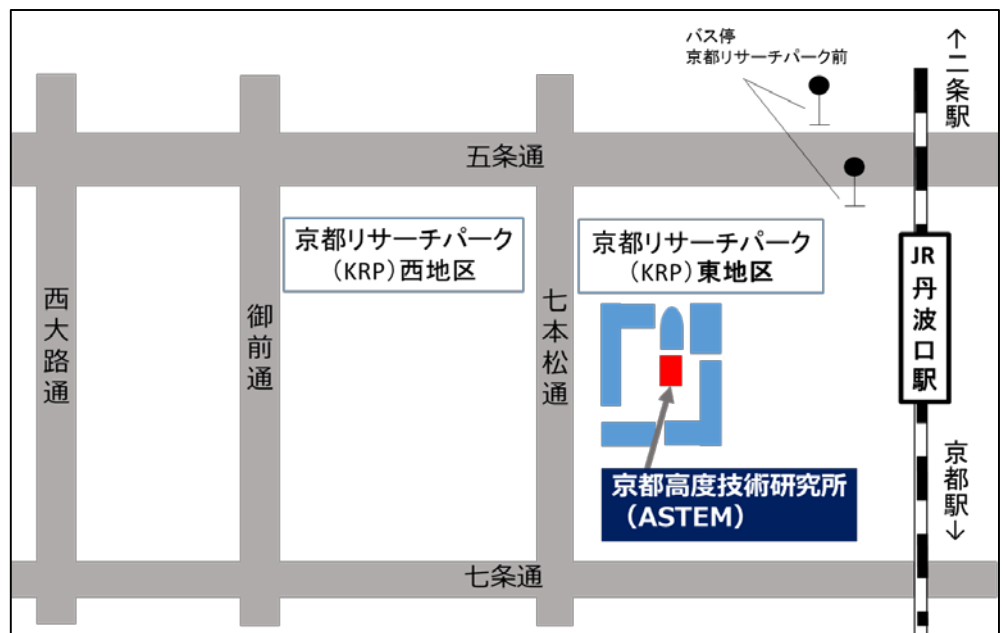 バス停
京都リサーチパーク前
↑二条駅
五条通
京都リサーチパーク
（KRP）西地区
京都リサーチパーク
（KRP）東地区
JR丹波口駅
西大路通
御前通
七本松通
京都高度技術研究所
（ASTEM）
京都駅↓
七条通